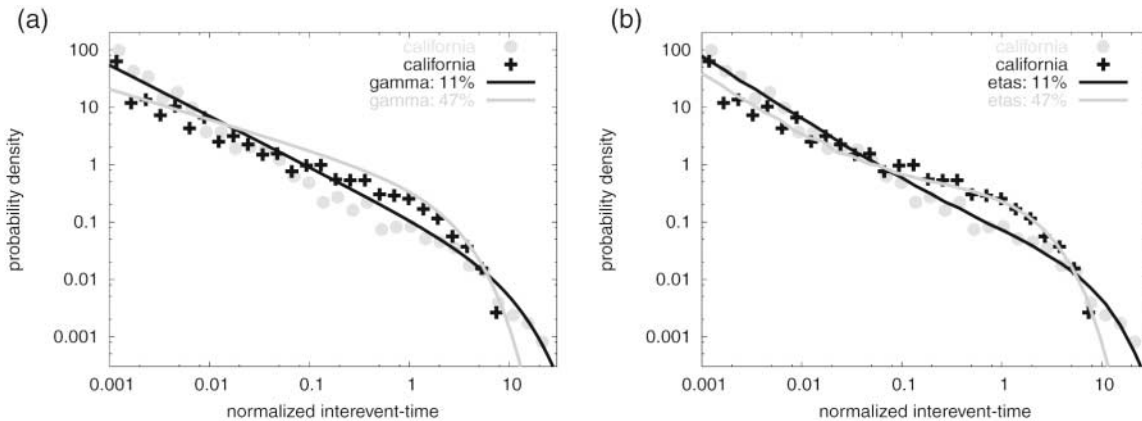 (a)
california
california
gamma: 11%
gamma: 47%
100
10
1
0.1
0.01
0.001
probability density
0.001
0.01
0.1
1
10
normalized interevent-time
(b)
california
california
etas: 11%
etas: 47%
100
10
1
0.1
0.01
0.001
probability density
0.001
0.01
0.1
1
10
normalized interevent-time